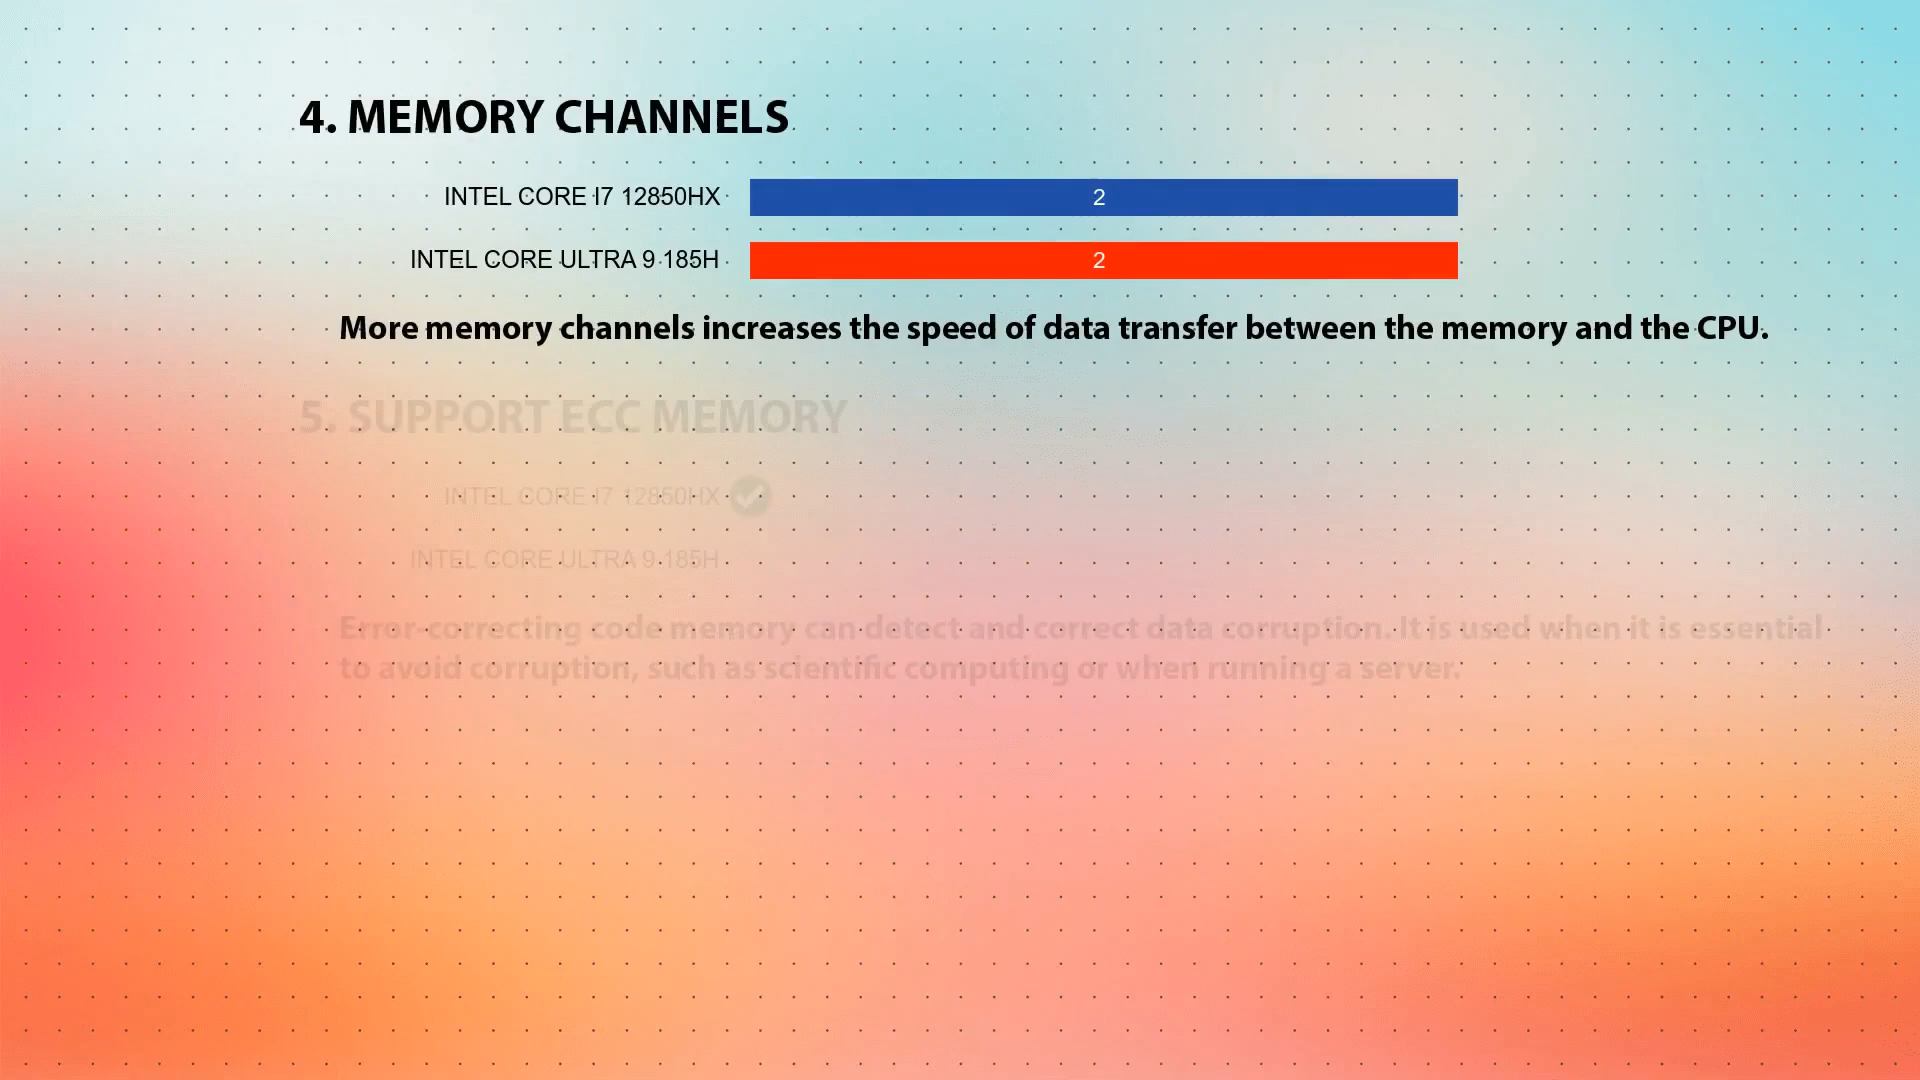 4. MEMORY CHANNELS
INTEL CORE I7 12850HX
2
INTEL CORE ULTRA 9 185H
2
More memory channels increases the speed of data transfer between the memory and the CPU.
5. SUPPORT ECC MEMORY
INTEL CORE I7 12850HX
INTEL CORE ULTRA 9 185H
Error-correcting code memory can detect and correct data corruption. It is used when it is essential
to avoid corruption, such as scientific computing or when running a server.